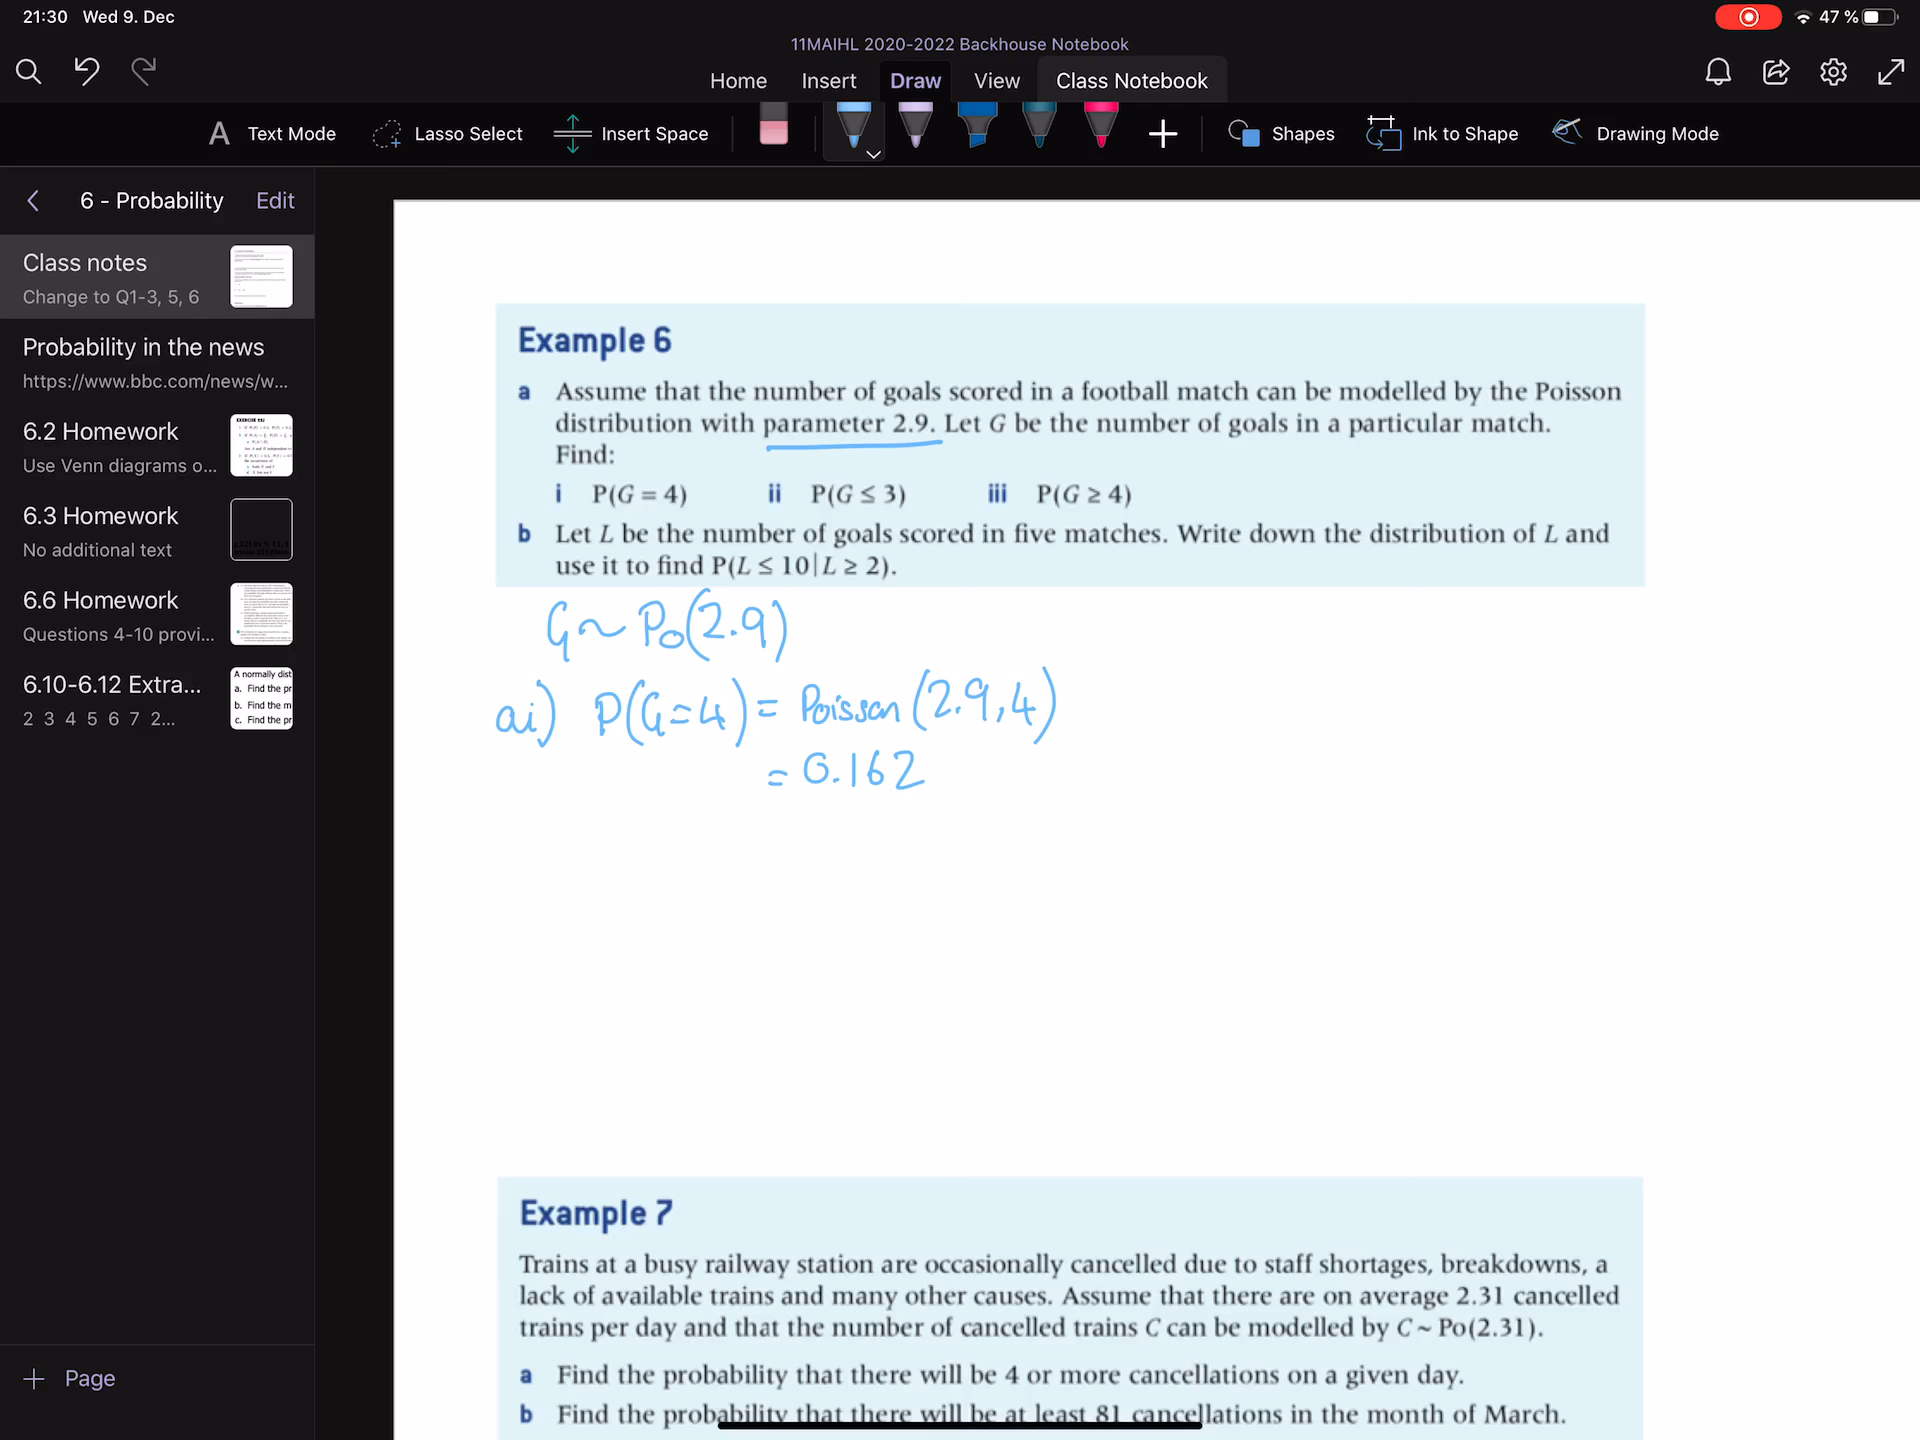 21:30 Wed 9. Dec
47 %
11MAIHL 2020-2022 Backhouse Notebook
Home Insert Draw View Class Notebook
A Text Mode Lasso Select Insert Space Shapes Ink to Shape Drawing Mode
6 - Probability Edit
Class notes
Change to Q1-3, 5, 6
Probability in the news
https://www.bbc.com/news/w...
6.2 Homework
Use Venn diagrams o...
6.3 Homework
No additional text
6.6 Homework
Questions 4-10 provi...
6.10-6.12 Extra...
2 3 4 5 6 7 2...
A normally dist
a. Find the pr
b. Find the m
c. Find the pr
+ Page
Example 6
a Assume that the number of goals scored in a football match can be modelled by the Poisson
distribution with parameter 2.9. Let G be the number of goals in a particular match.
Find:
i P(G = 4) ii P(G ≤ 3) iii P(G ≥ 4)
b Let L be the number of goals scored in five matches. Write down the distribution of L and
use it to find P(L ≤ 10|L ≥ 2).
G~Po(2.9)
ai) P(G=4) = Poisson(2.9,4)
= 0.162
Example 7
Trains at a busy railway station are occasionally cancelled due to staff shortages, breakdowns, a
lack of available trains and many other causes. Assume that there are on average 2.31 cancelled
trains per day and that the number of cancelled trains C can be modelled by C ~ Po(2.31).
a Find the probability that there will be 4 or more cancellations on a given day.
b Find the probability that there will be at least 81 cancellations in the month of March.